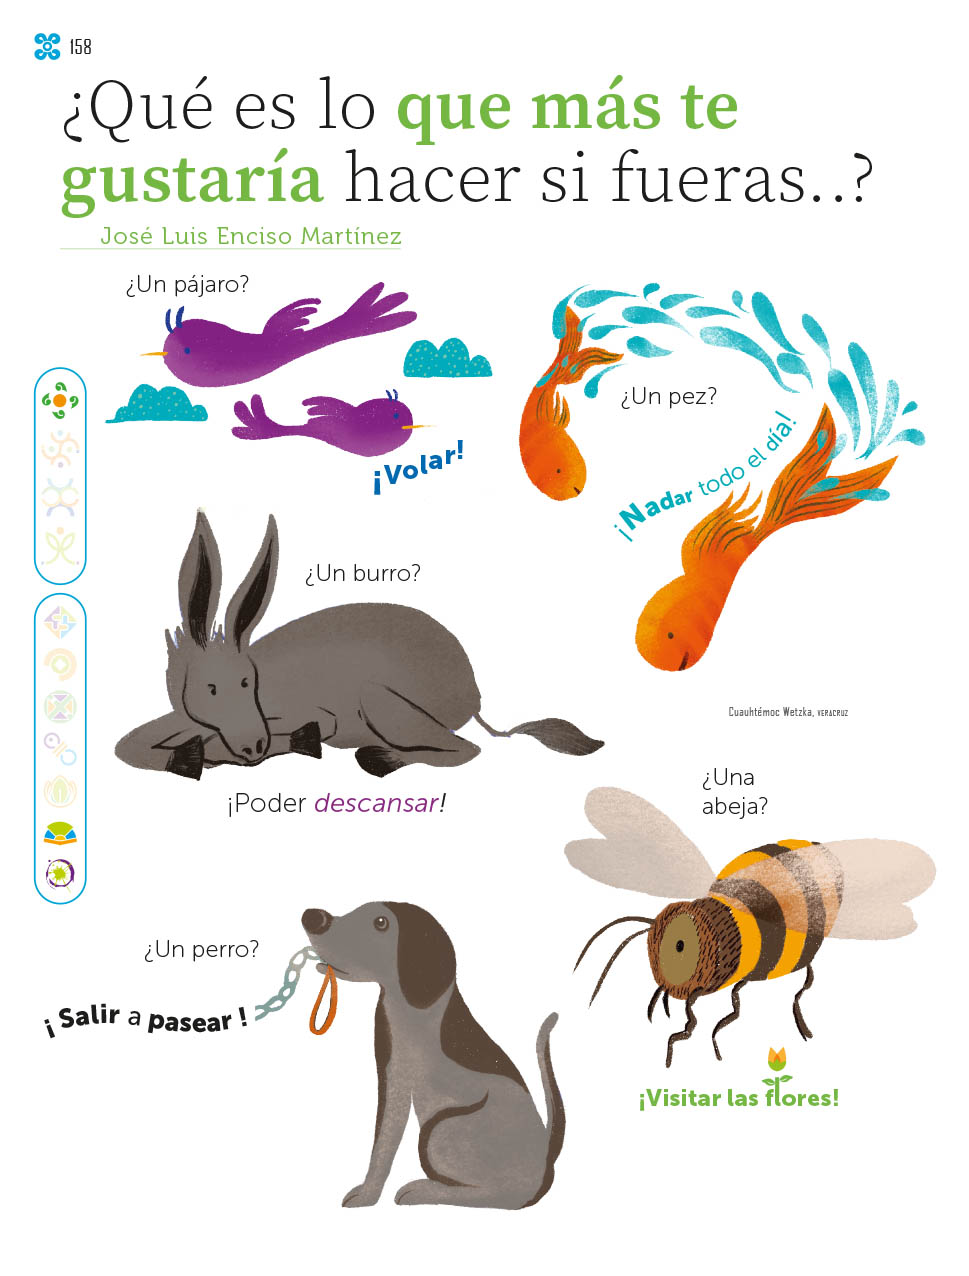 158
¿Qué es lo que más te
gustaría hacer si fueras..?
José Luis Enciso Martínez
¿Un pájaro?
¡Volar!
¿Un pez?
¡Nadar todo el día!
¿Un burro?
¡Poder descansar!
Cuauhtémoc Wetzka, VERACRUZ
¿Una
abeja?
¡Visitar las flores!
¿Un perro?
¡Salir a pasear!